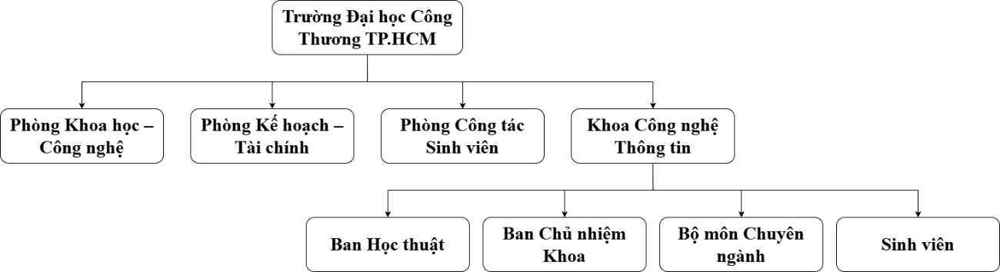 Trường Đại học Công
Thương TP.HCM
Phòng Khoa học –
Công nghệ
Phòng Kế hoạch –
Tài chính
Phòng Công tác
Sinh viên
Khoa Công nghệ
Thông tin
Ban Học thuật
Ban Chủ nhiệm
Khoa
Bộ môn Chuyên
ngành
Sinh viên